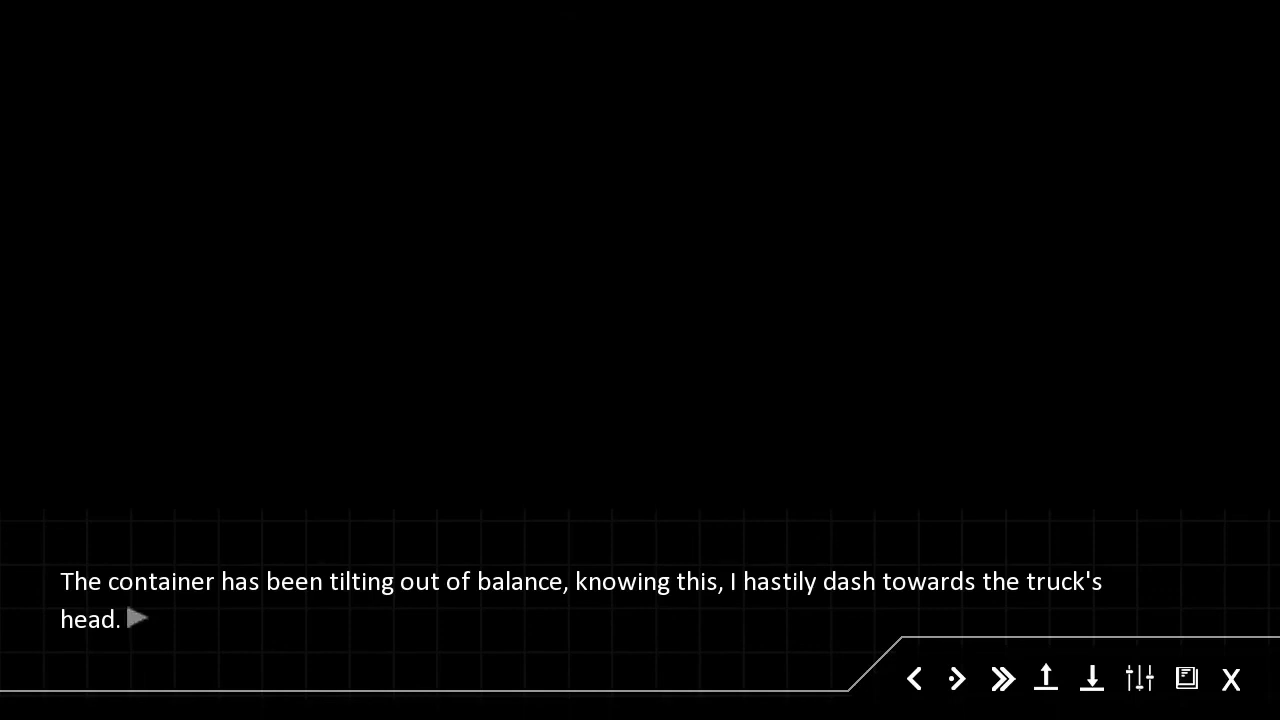 The container has been tilting out of balance, knowing this, I hastily dash towards the truck's
head.